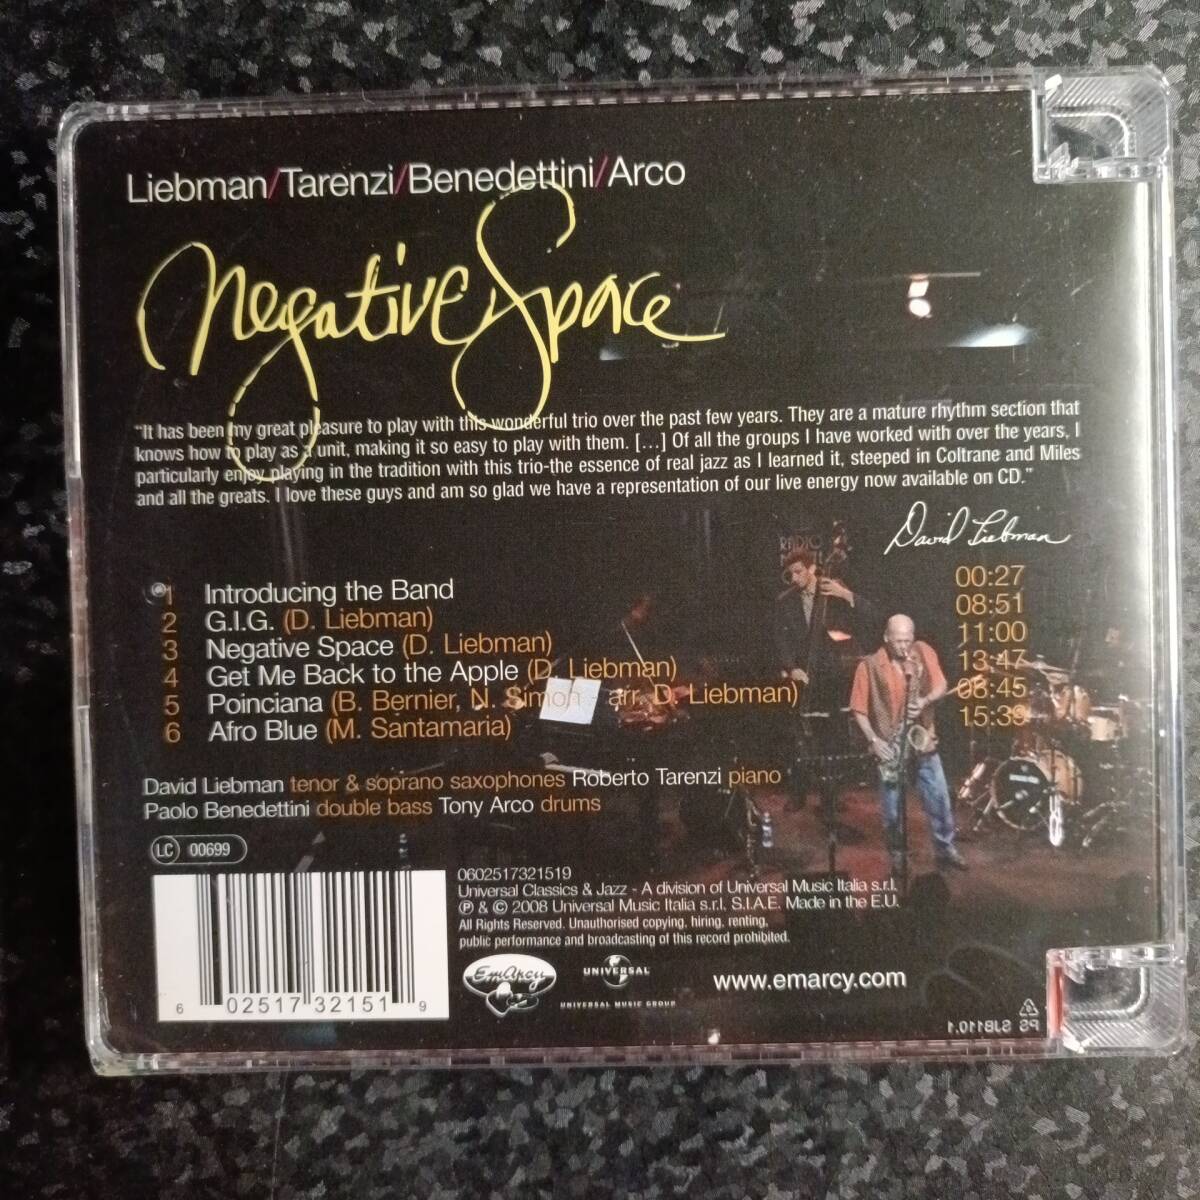 Liebman/Tarenzi/Benedettini/Arco
Negative Space
"It has been my great pleasure to play with this wonderful trio over the past few years. They are a mature rhythm section that
knows how to play as a unit, making it so easy to play with them. [...] Of all the groups I have worked with over the years, I
particularly enjoy playing in the tradition with this trio-the essence of real jazz as I learned it, steeped in Coltrane and Miles
and all the greats. I love these guys and am so glad we have a representation of our live energy now available on CD."
David Liebman
RADIO
1 Introducing the Band 00:27
2 G.I.G. (D. Liebman) 08:51
3 Negative Space (D. Liebman) 11:00
4 Get Me Back to the Apple (D. Liebman) 13:47
5 Poinciana (B. Bernier, N. Simon - arr. D. Liebman) 08:45
6 Afro Blue (M. Santamaria) 15:39
David Liebman tenor & soprano saxophones Roberto Tarenzi piano
Paolo Benedettini double bass Tony Arco drums
LC 00699
0602517321519
Universal Classics & Jazz - A division of Universal Music Italia s.r.l.
℗ & © 2008 Universal Music Italia s.r.l. S.I.A.E. Made in the E.U.
All Rights Reserved. Unauthorised copying, hiring, renting,
public performance and broadcasting of this record prohibited.
6 02517 32151 9
EmArcy
UNIVERSAL
UNIVERSAL MUSIC GROUP
www.emarcy.com